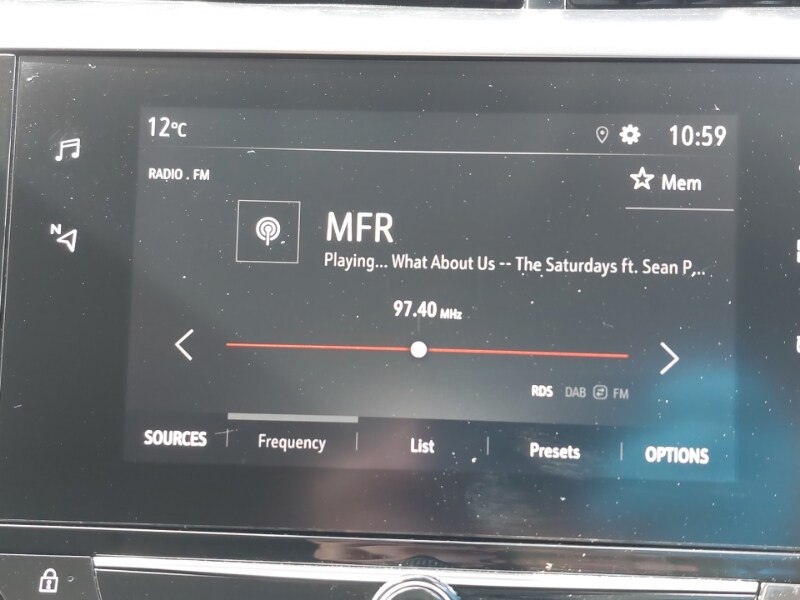 12°C 10:59
RADIO . FM
Mem
N
MFR
Playing... What About Us -- The Saturdays ft. Sean P,..
97.40 MHz
RDS DAB FM
SOURCES Frequency List Presets OPTIONS